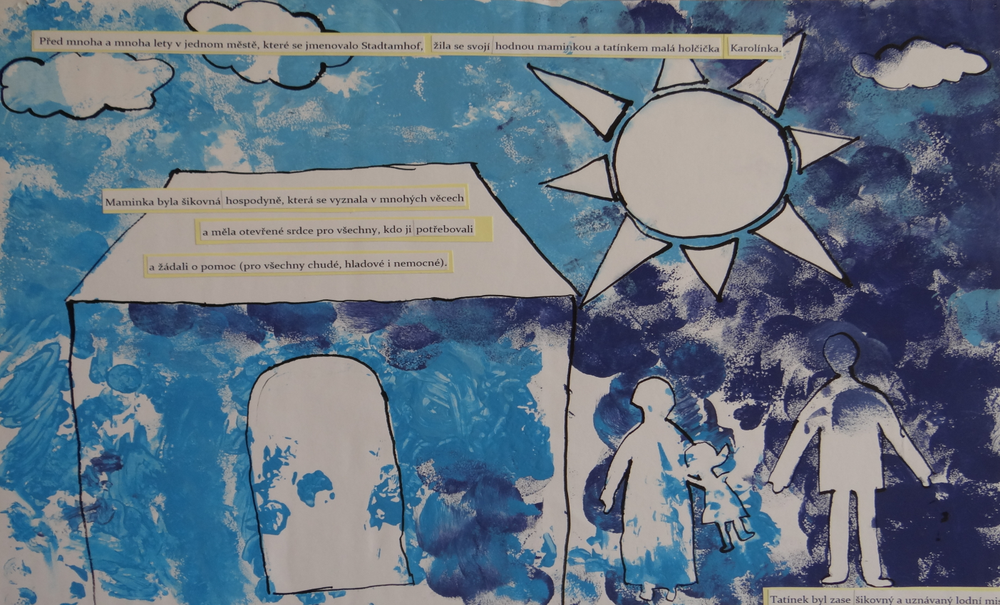 Před mnoha a mnoha lety v jednom městě, které se jmenovalo Stadtamhof, žila se svojí hodnou maminkou a tatínkem malá holčička Karolínka.
Maminka byla šikovná hospodyně, která se vyznala v mnohých věcech
a měla otevřené srdce pro všechny, kdo ji potřebovali
a žádali o pomoc (pro všechny chudé, hladové i nemocné).
Tatínek byl zase šikovný a uznávaný lodní